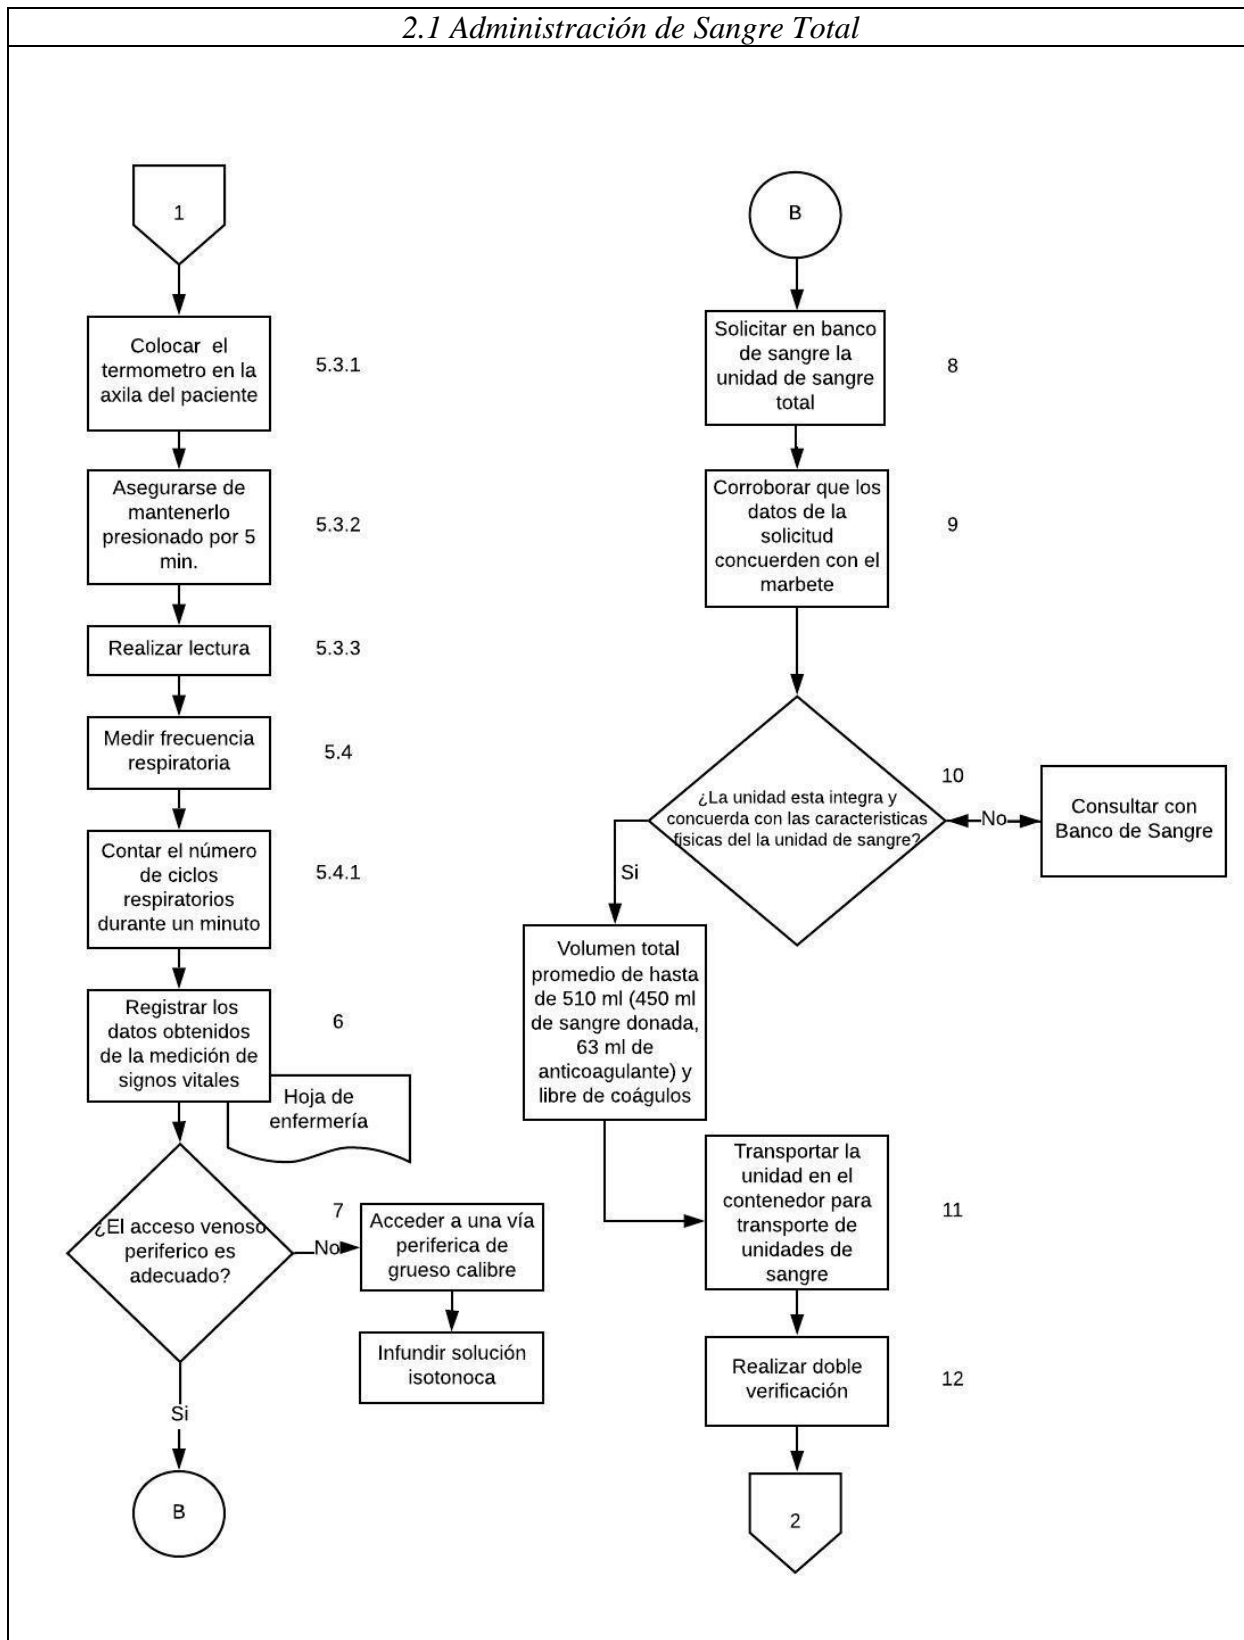 2.1 Administración de Sangre Total
1
Colocar el
termometro en la
axila del paciente
5.3.1
Asegurarse de
mantenerlo
presionado por 5
min.
5.3.2
Realizar lectura
5.3.3
Medir frecuencia
respiratoria
5.4
Contar el número
de ciclos
respiratorios
durante un minuto
5.4.1
Registrar los
datos obtenidos
de la medición de
signos vitales
6
Hoja de
enfermería
¿El acceso venoso
periferico es
adecuado?
7
No
Acceder a una vía
periferica de
grueso calibre
Infundir solución
isotonoca
Si
B
B
Solicitar en banco
de sangre la
unidad de sangre
total
8
Corroborar que los
datos de la
solicitud
concuerden con el
marbete
9
¿La unidad esta integra y
concuerda con las caracteristicas
fisicas del la unidad de sangre?
10
No
Consultar con
Banco de Sangre
Si
Volumen total
promedio de hasta
de 510 ml (450 ml
de sangre donada,
63 ml de
anticoagulante) y
libre de coágulos
Transportar la
unidad en el
contenedor para
transporte de
unidades de
sangre
11
Realizar doble
verificación
12
2